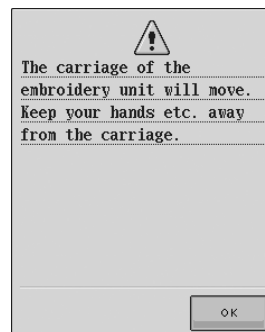 The carriage of the
embroidery unit will move.
Keep your hands etc. away
from the carriage.
OK